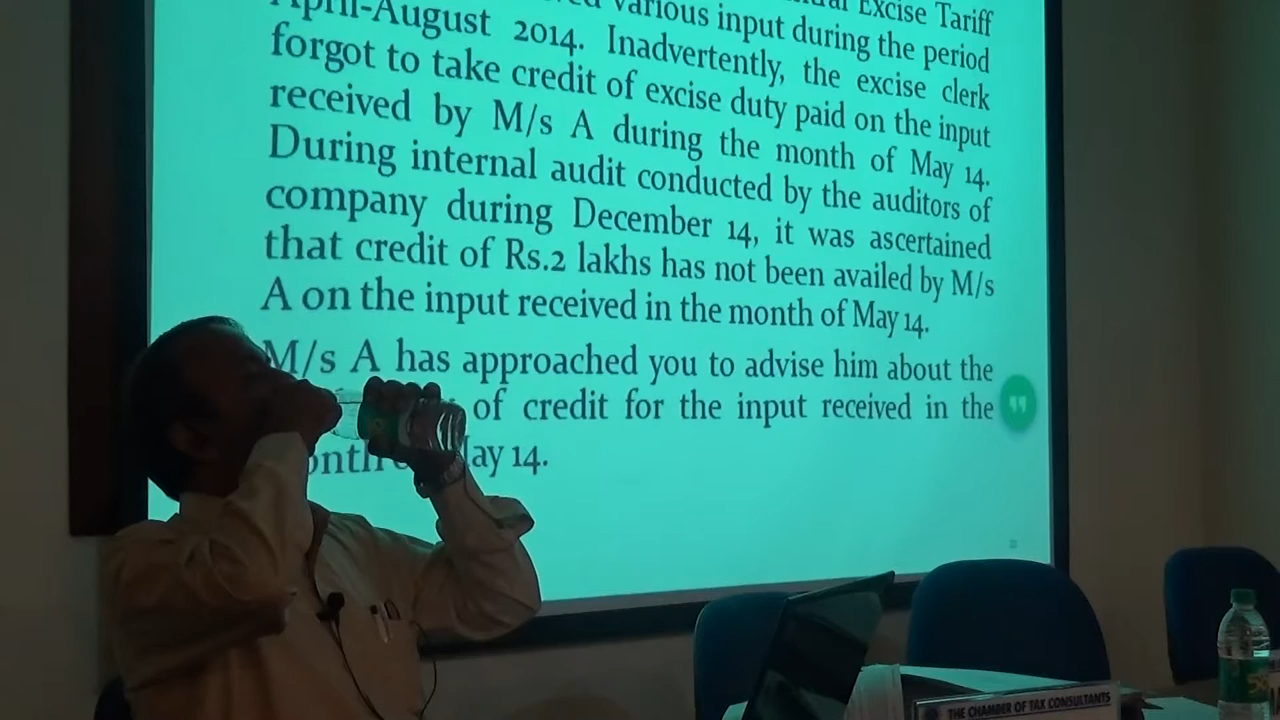 Excise Tariff
various input during the period
April-August 2014. Inadvertently, the excise clerk
forgot to take credit of excise duty paid on the input
received by M/s A during the month of May 14.
During internal audit conducted by the auditors of
company during December 14, it was ascertained
that credit of Rs.2 lakhs has not been availed by M/s
A on the input received in the month of May 14.
M/s A has approached you to advise him about the
of credit for the input received in the
May 14.
THE CHAMBER OF TAX CONSULTANTS